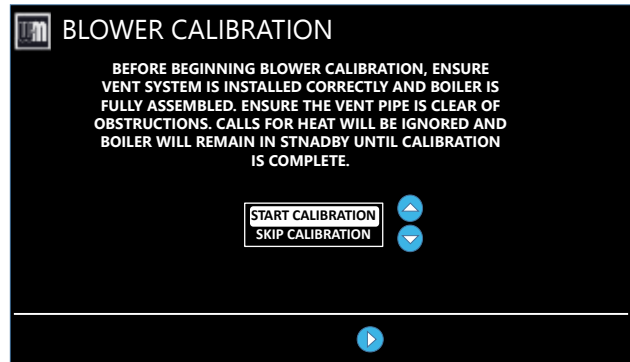 BLOWER CALIBRATION
BEFORE BEGINNING BLOWER CALIBRATION, ENSURE
VENT SYSTEM IS INSTALLED CORRECTLY AND BOILER IS
FULLY ASSEMBLED. ENSURE THE VENT PIPE IS CLEAR OF
OBSTRUCTIONS. CALLS FOR HEAT WILL BE IGNORED AND
BOILER WILL REMAIN IN STNADBY UNTIL CALIBRATION
IS COMPLETE.
START CALIBRATION
SKIP CALIBRATION